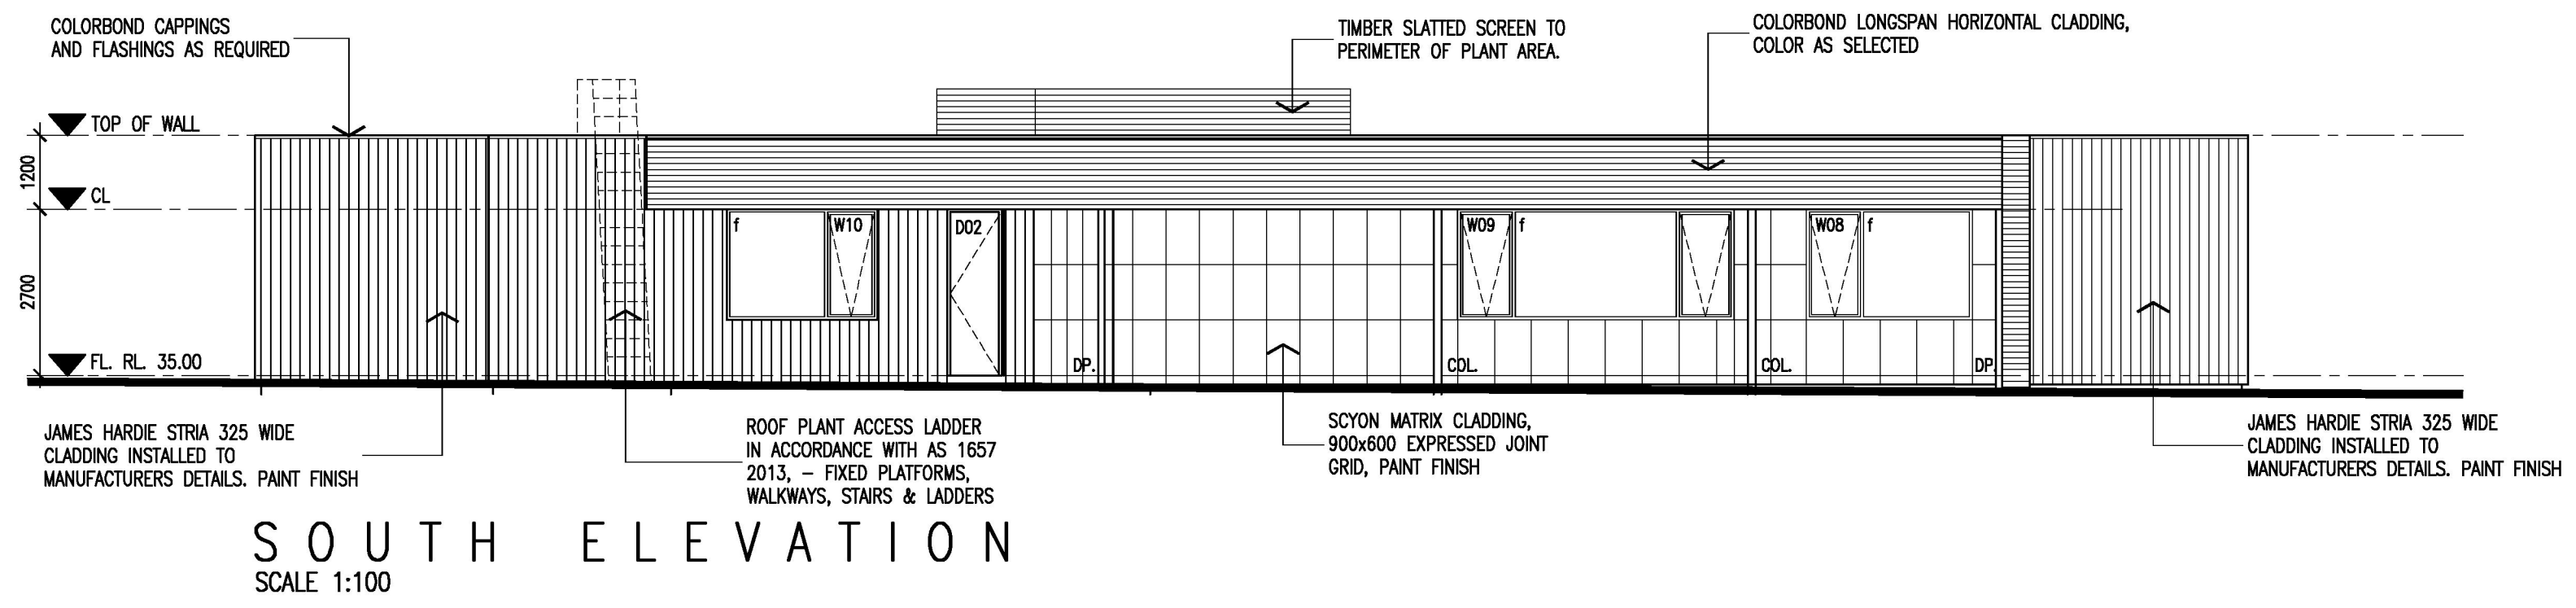 COLORBOND CAPPINGS
AND FLASHINGS AS REQUIRED
TIMBER SLATTED SCREEN TO
PERIMETER OF PLANT AREA.
COLORBOND LONGSPAN HORIZONTAL CLADDING,
COLOR AS SELECTED
TOP OF WALL
1200
CL
2700
FL. RL. 35.00
f
W10
D02
W09
f
W08
f
DP.
COL.
COL.
DP.
JAMES HARDIE STRIA 325 WIDE
CLADDING INSTALLED TO
MANUFACTURERS DETAILS. PAINT FINISH
ROOF PLANT ACCESS LADDER
IN ACCORDANCE WITH AS 1657
2013, – FIXED PLATFORMS,
WALKWAYS, STAIRS & LADDERS
SCYON MATRIX CLADDING,
900x600 EXPRESSED JOINT
GRID, PAINT FINISH
JAMES HARDIE STRIA 325 WIDE
CLADDING INSTALLED TO
MANUFACTURERS DETAILS. PAINT FINISH
SOUTH ELEVATION
SCALE 1:100